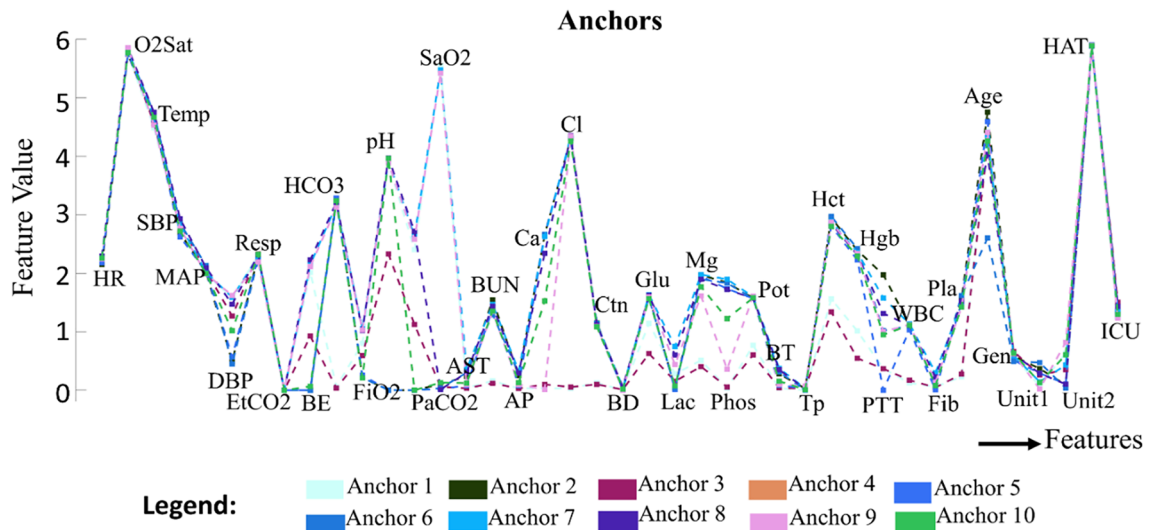 Anchors
Feature Value
6
5
4
3
2
1
0
HR
O2Sat
Temp
SBP
MAP
DBP
Resp
EtCO2
HCO3
BE
FiO2
pH
PaCO2
SaO2
AST
BUN
AP
Ca
Cl
Ctn
BD
Glu
Lac
Mg
Phos
Pot
BT
Tp
Hct
Hgb
PTT
WBC
Fib
Pla
Age
Gen
Unit1
Unit2
HAT
ICU
Features
Legend:
Anchor 1
Anchor 2
Anchor 3
Anchor 4
Anchor 5
Anchor 6
Anchor 7
Anchor 8
Anchor 9
Anchor 10